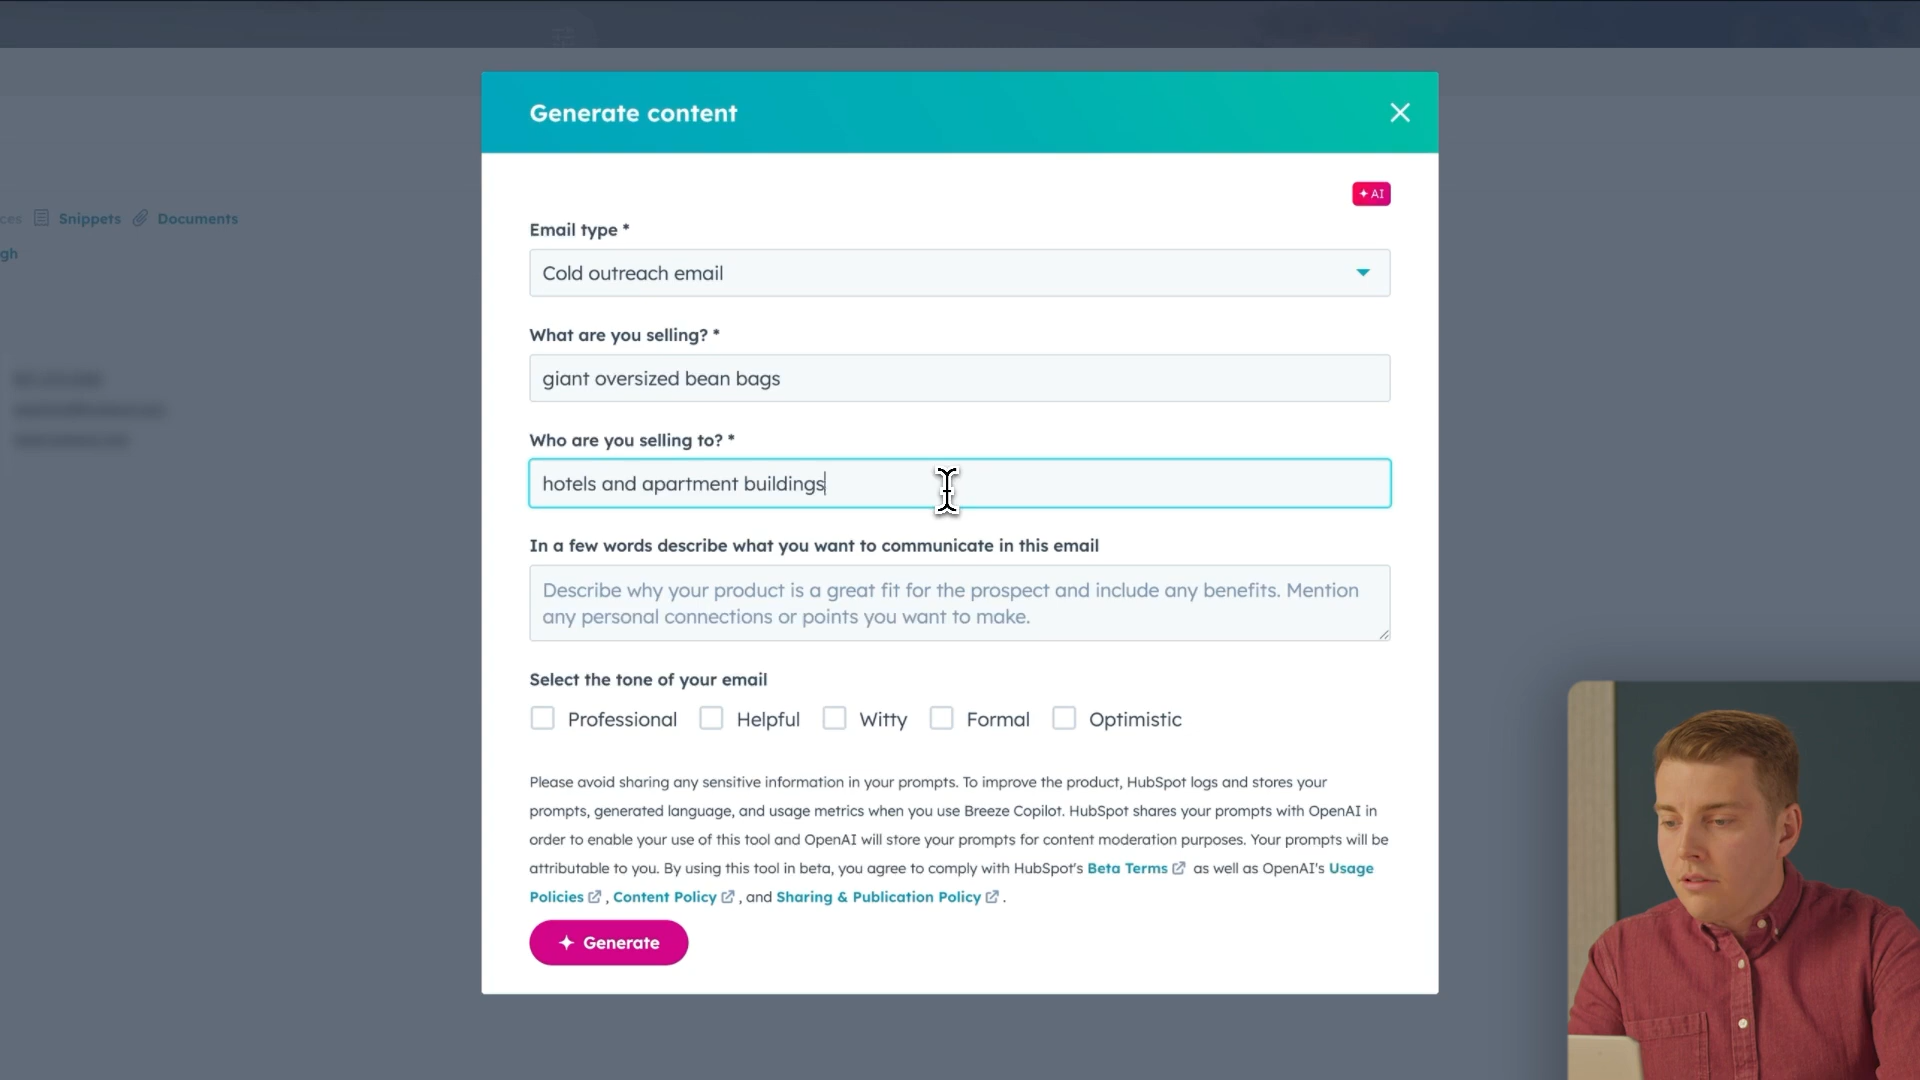 Generate content
AI
Email type *
Cold outreach email
What are you selling? *
giant oversized bean bags
Who are you selling to? *
hotels and apartment buildings
In a few words describe what you want to communicate in this email
Describe why your product is a great fit for the prospect and include any benefits. Mention
any personal connections or points you want to make.
Select the tone of your email
Professional Helpful Witty Formal Optimistic
Please avoid sharing any sensitive information in your prompts. To improve the product, HubSpot logs and stores your
prompts, generated language, and usage metrics when you use Breeze Copilot. HubSpot shares your prompts with OpenAI in
order to enable your use of this tool and OpenAI will store your prompts for content moderation purposes. Your prompts will be
attributable to you. By using this tool in beta, you agree to comply with HubSpot's Beta Terms as well as OpenAI's Usage
Policies , Content Policy , and Sharing & Publication Policy .
Generate
ces Snippets Documents
gh